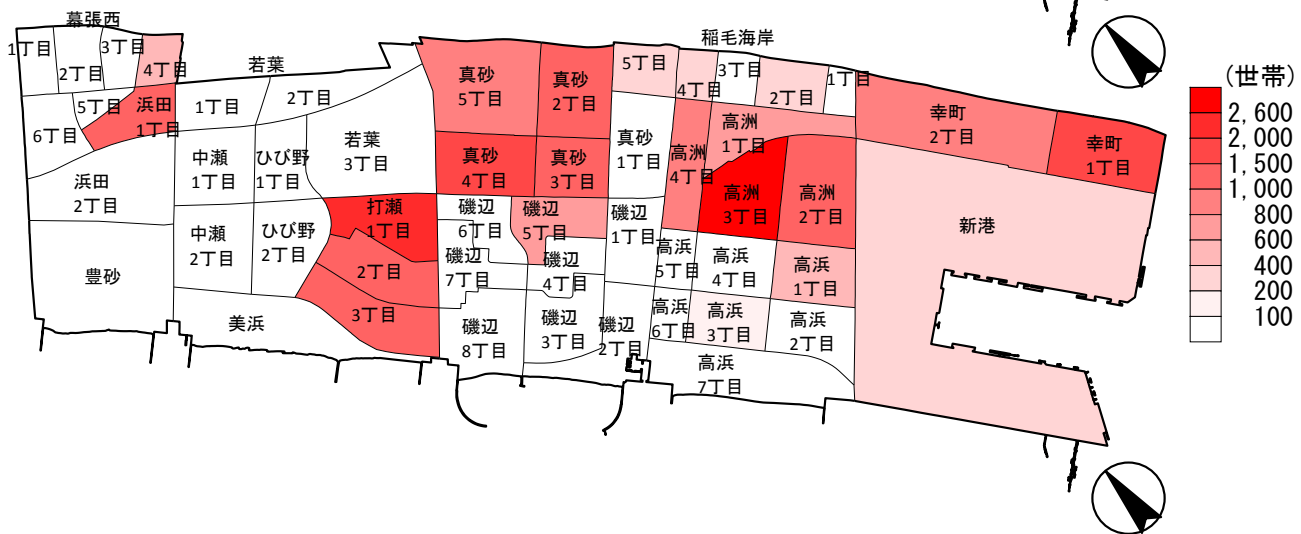 幕張西
1丁目
2丁目
3丁目
4丁目
5丁目
6丁目
浜田
1丁目
浜田
2丁目
豊砂
若葉
1丁目
2丁目
若葉
3丁目
中瀬
1丁目
ひび野
1丁目
中瀬
2丁目
ひび野
2丁目
美浜
打瀬
1丁目
2丁目
3丁目
真砂
5丁目
真砂
2丁目
真砂
4丁目
真砂
3丁目
真砂
1丁目
磯辺
6丁目
磯辺
5丁目
磯辺
1丁目
磯辺
7丁目
磯辺
4丁目
磯辺
8丁目
磯辺
3丁目
磯辺
2丁目
稲毛海岸
5丁目
4丁目
3丁目
2丁目
1丁目
高洲
1丁目
高洲
4丁目
高洲
3丁目
高洲
2丁目
高浜
5丁目
高浜
4丁目
高浜
1丁目
高浜
6丁目
高浜
3丁目
高浜
2丁目
高浜
7丁目
幸町
2丁目
幸町
1丁目
新港
(世帯)
2,600
2,000
1,500
1,000
800
600
400
200
100